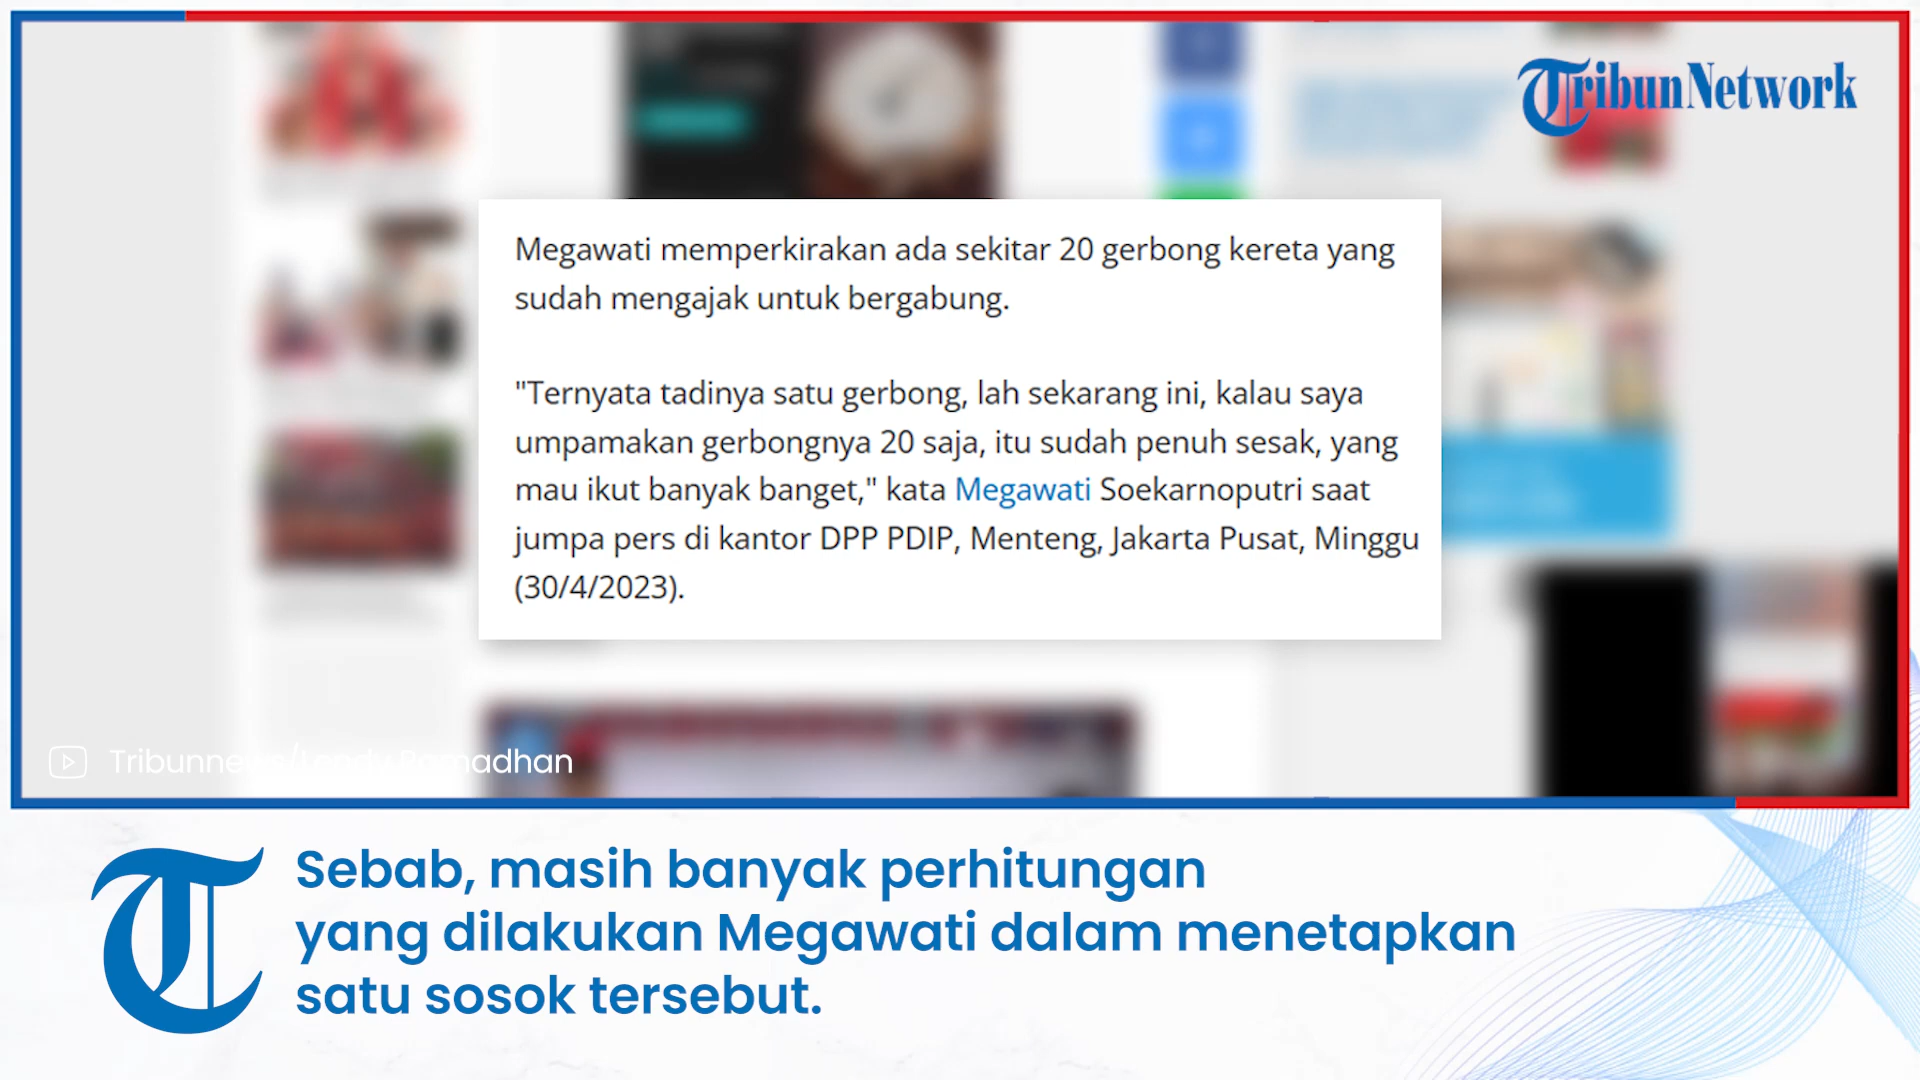 TribunNetwork
Megawati memperkirakan ada sekitar 20 gerbong kereta yang
sudah mengajak untuk bergabung.
"Ternyata tadinya satu gerbong, lah sekarang ini, kalau saya
umpamakan gerbongnya 20 saja, itu sudah penuh sesak, yang
mau ikut banyak banget," kata Megawati Soekarnoputri saat
jumpa pers di kantor DPP PDIP, Menteng, Jakarta Pusat, Minggu
(30/4/2023).
Tribunnews/Lendy Ramadhan
T Sebab, masih banyak perhitungan
yang dilakukan Megawati dalam menetapkan
satu sosok tersebut.